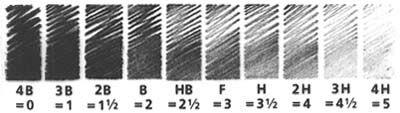 4B 3B 2B B HB F H 2H 3H 4H
=0 =1 =1½ =2 =2½ =3 =3½ =4 =4½ =5